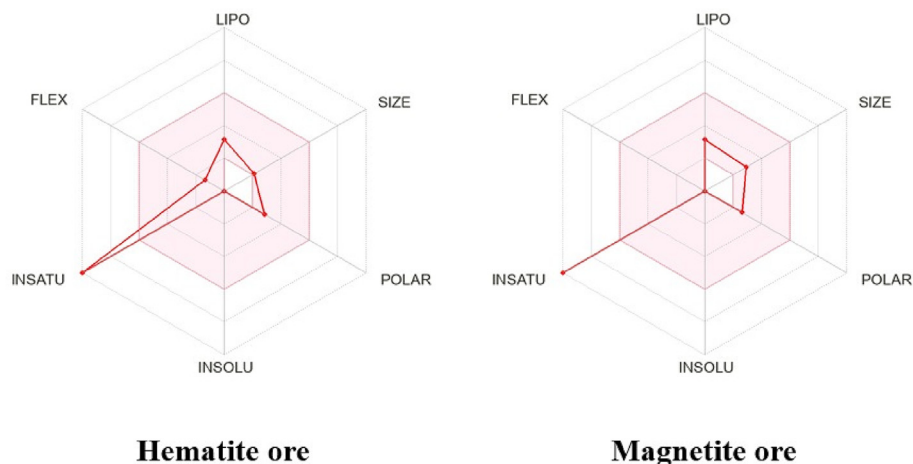 LIPO
FLEX
SIZE
INSATU
POLAR
INSOLU
Hematite ore
LIPO
FLEX
SIZE
INSATU
POLAR
INSOLU
Magnetite ore